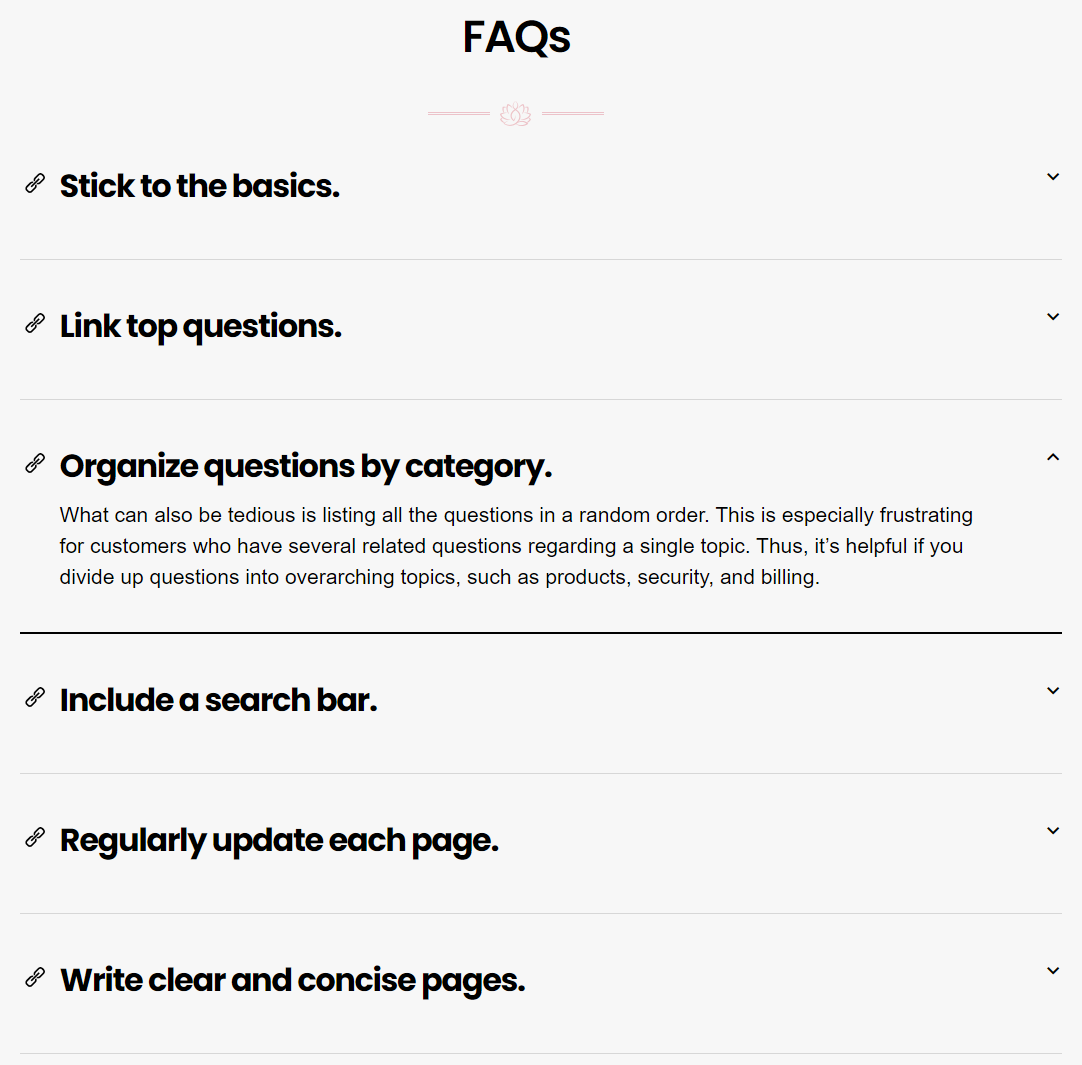 FAQs
Stick to the basics.
Link top questions.
Organize questions by category.
What can also be tedious is listing all the questions in a random order. This is especially frustrating
for customers who have several related questions regarding a single topic. Thus, it’s helpful if you
divide up questions into overarching topics, such as products, security, and billing.
Include a search bar.
Regularly update each page.
Write clear and concise pages.